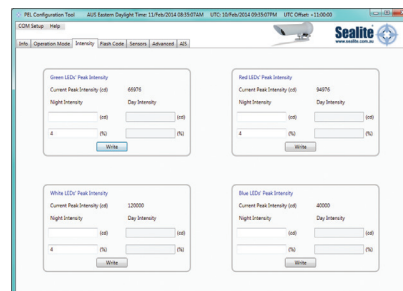 PEL Configuration Tool AUS Eastern Daylight Time: 11/Feb/2014 08:35:07AM UTC: 10/Feb/2014 09:35:07PM UTC Offset: +11:00:00
COM Setup Help
Sealite
www.sealite.com.au
Info Operation Mode Intensity Flash Code Sensors Advanced AIS
Green LEDs' Peak Intensity
Current Peak Intensity (cd) 65976
Night Intensity Day Intensity
(cd) (cd)
4 (%) (%)
Write
Red LEDs' Peak Intensity
Current Peak Intensity (cd) 94976
Night Intensity Day Intensity
(cd) (cd)
4 (%) (%)
Write
White LEDs' Peak Intensity
Current Peak Intensity (cd) 120000
Night Intensity Day Intensity
(cd) (cd)
4 (%) (%)
Write
Blue LEDs' Peak Intensity
Current Peak Intensity (cd) 40000
Night Intensity Day Intensity
(cd) (cd)
(%) (%)
Write